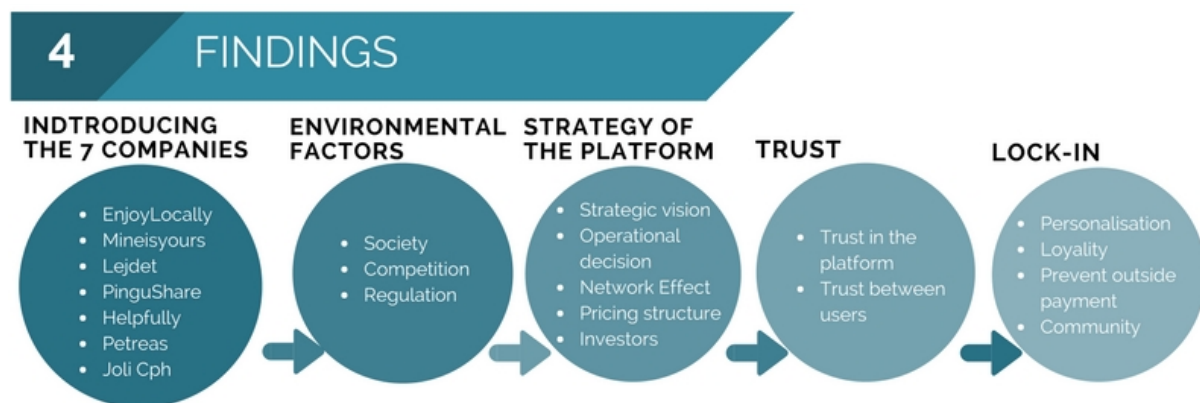 4 FINDINGS
INDTRODUCING
THE 7 COMPANIES
• EnjoyLocally
• Mineisyours
• Lejdet
• PinguShare
• Helpfully
• Petreas
• Joli Cph
ENVIRONMENTAL
FACTORS
• Society
• Competition
• Regulation
STRATEGY OF
THE PLATFORM
• Strategic vision
• Operational
decision
• Network Effect
• Pricing structure
• Investors
TRUST
• Trust in the
platform
• Trust between
users
LOCK-IN
• Personalisation
• Loyality
• Prevent outside
payment
• Community